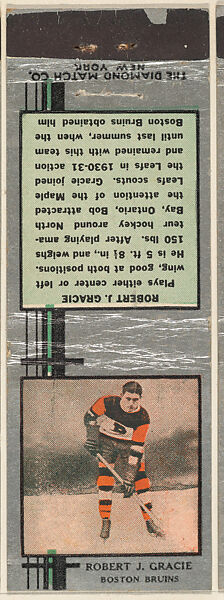 THE DIAMOND MATCH CO.
NEW YORK
ROBERT J. GRACIE
Plays either center or left
wing, good at both positions.
He is 5 ft. 8½ in., and weighs
150 lbs. After playing ama-
teur hockey around North
Bay, Ontario, Bob, attracted
the attention of the Maple
Leafs scouts. Gracie joined
the Leafs in 1930-31 action
and remained with this team
until last summer, when the
Boston Bruins obtained him
ROBERT J. GRACIE
BOSTON BRUINS